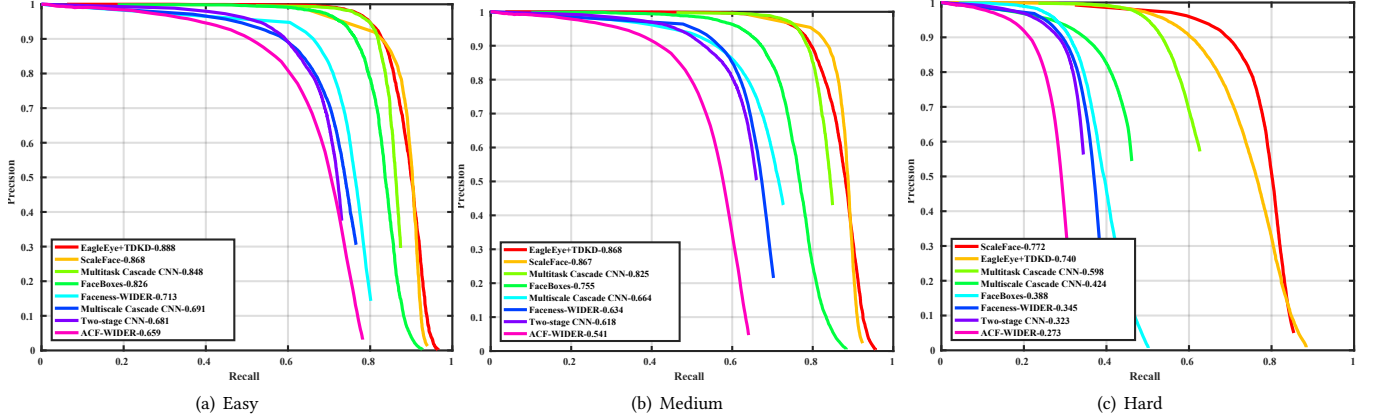 1
0.9
0.8
0.7
0.6
0.5
0.4
0.3
0.2
0.1
0
Precision
EagleEye+TDKD-0.888
ScaleFace-0.868
Multitask Cascade CNN-0.848
FaceBoxes-0.826
Faceness-WIDER-0.713
Multiscale Cascade CNN-0.691
Two-stage CNN-0.681
ACF-WIDER-0.659
0 0.2 0.4 0.6 0.8 1
Recall
(a) Easy
1
0.9
0.8
0.7
0.6
0.5
0.4
0.3
0.2
0.1
0
Precision
EagleEye+TDKD-0.868
ScaleFace-0.867
Multitask Cascade CNN-0.825
FaceBoxes-0.755
Multiscale Cascade CNN-0.664
Faceness-WIDER-0.634
Two-stage CNN-0.618
ACF-WIDER-0.541
0 0.2 0.4 0.6 0.8 1
Recall
(b) Medium
1
0.9
0.8
0.7
0.6
0.5
0.4
0.3
0.2
0.1
0
Precision
ScaleFace-0.772
EagleEye+TDKD-0.740
Multitask Cascade CNN-0.598
Multitask Cascade CNN-0.424
FaceBoxes-0.388
Faceness-WIDER-0.345
Two-stage CNN-0.323
ACF-WIDER-0.273
0 0.2 0.4 0.6 0.8 1
Recall
(c) Hard